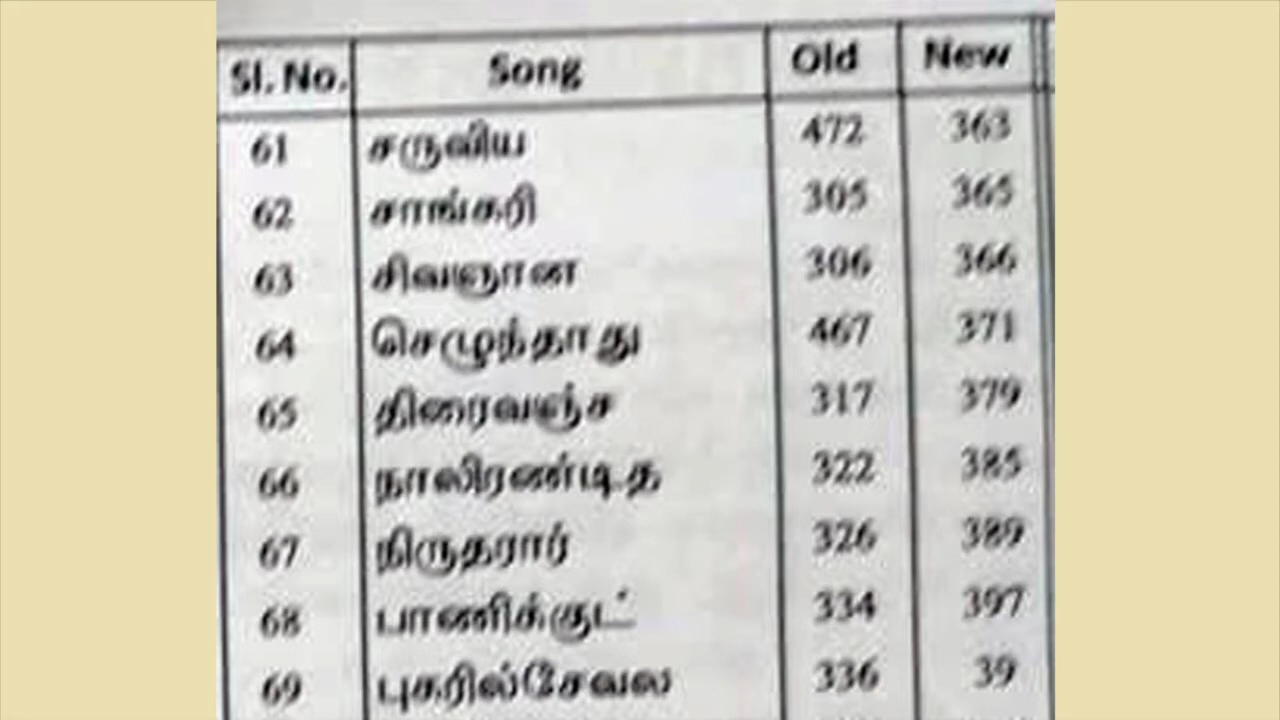 Sl. No. Song Old New
61 சருவிய 472 363
62 சாங்கரி 305 365
63 சிவஞான 306 366
64 செழுந்தாது 467 371
65 திரைவஞ்ச 317 379
66 நாலிரண்டித 322 385
67 நிருதரார் 326 389
68 பாணிக்குட் 334 397
69 புகரில்சேவல 336 39